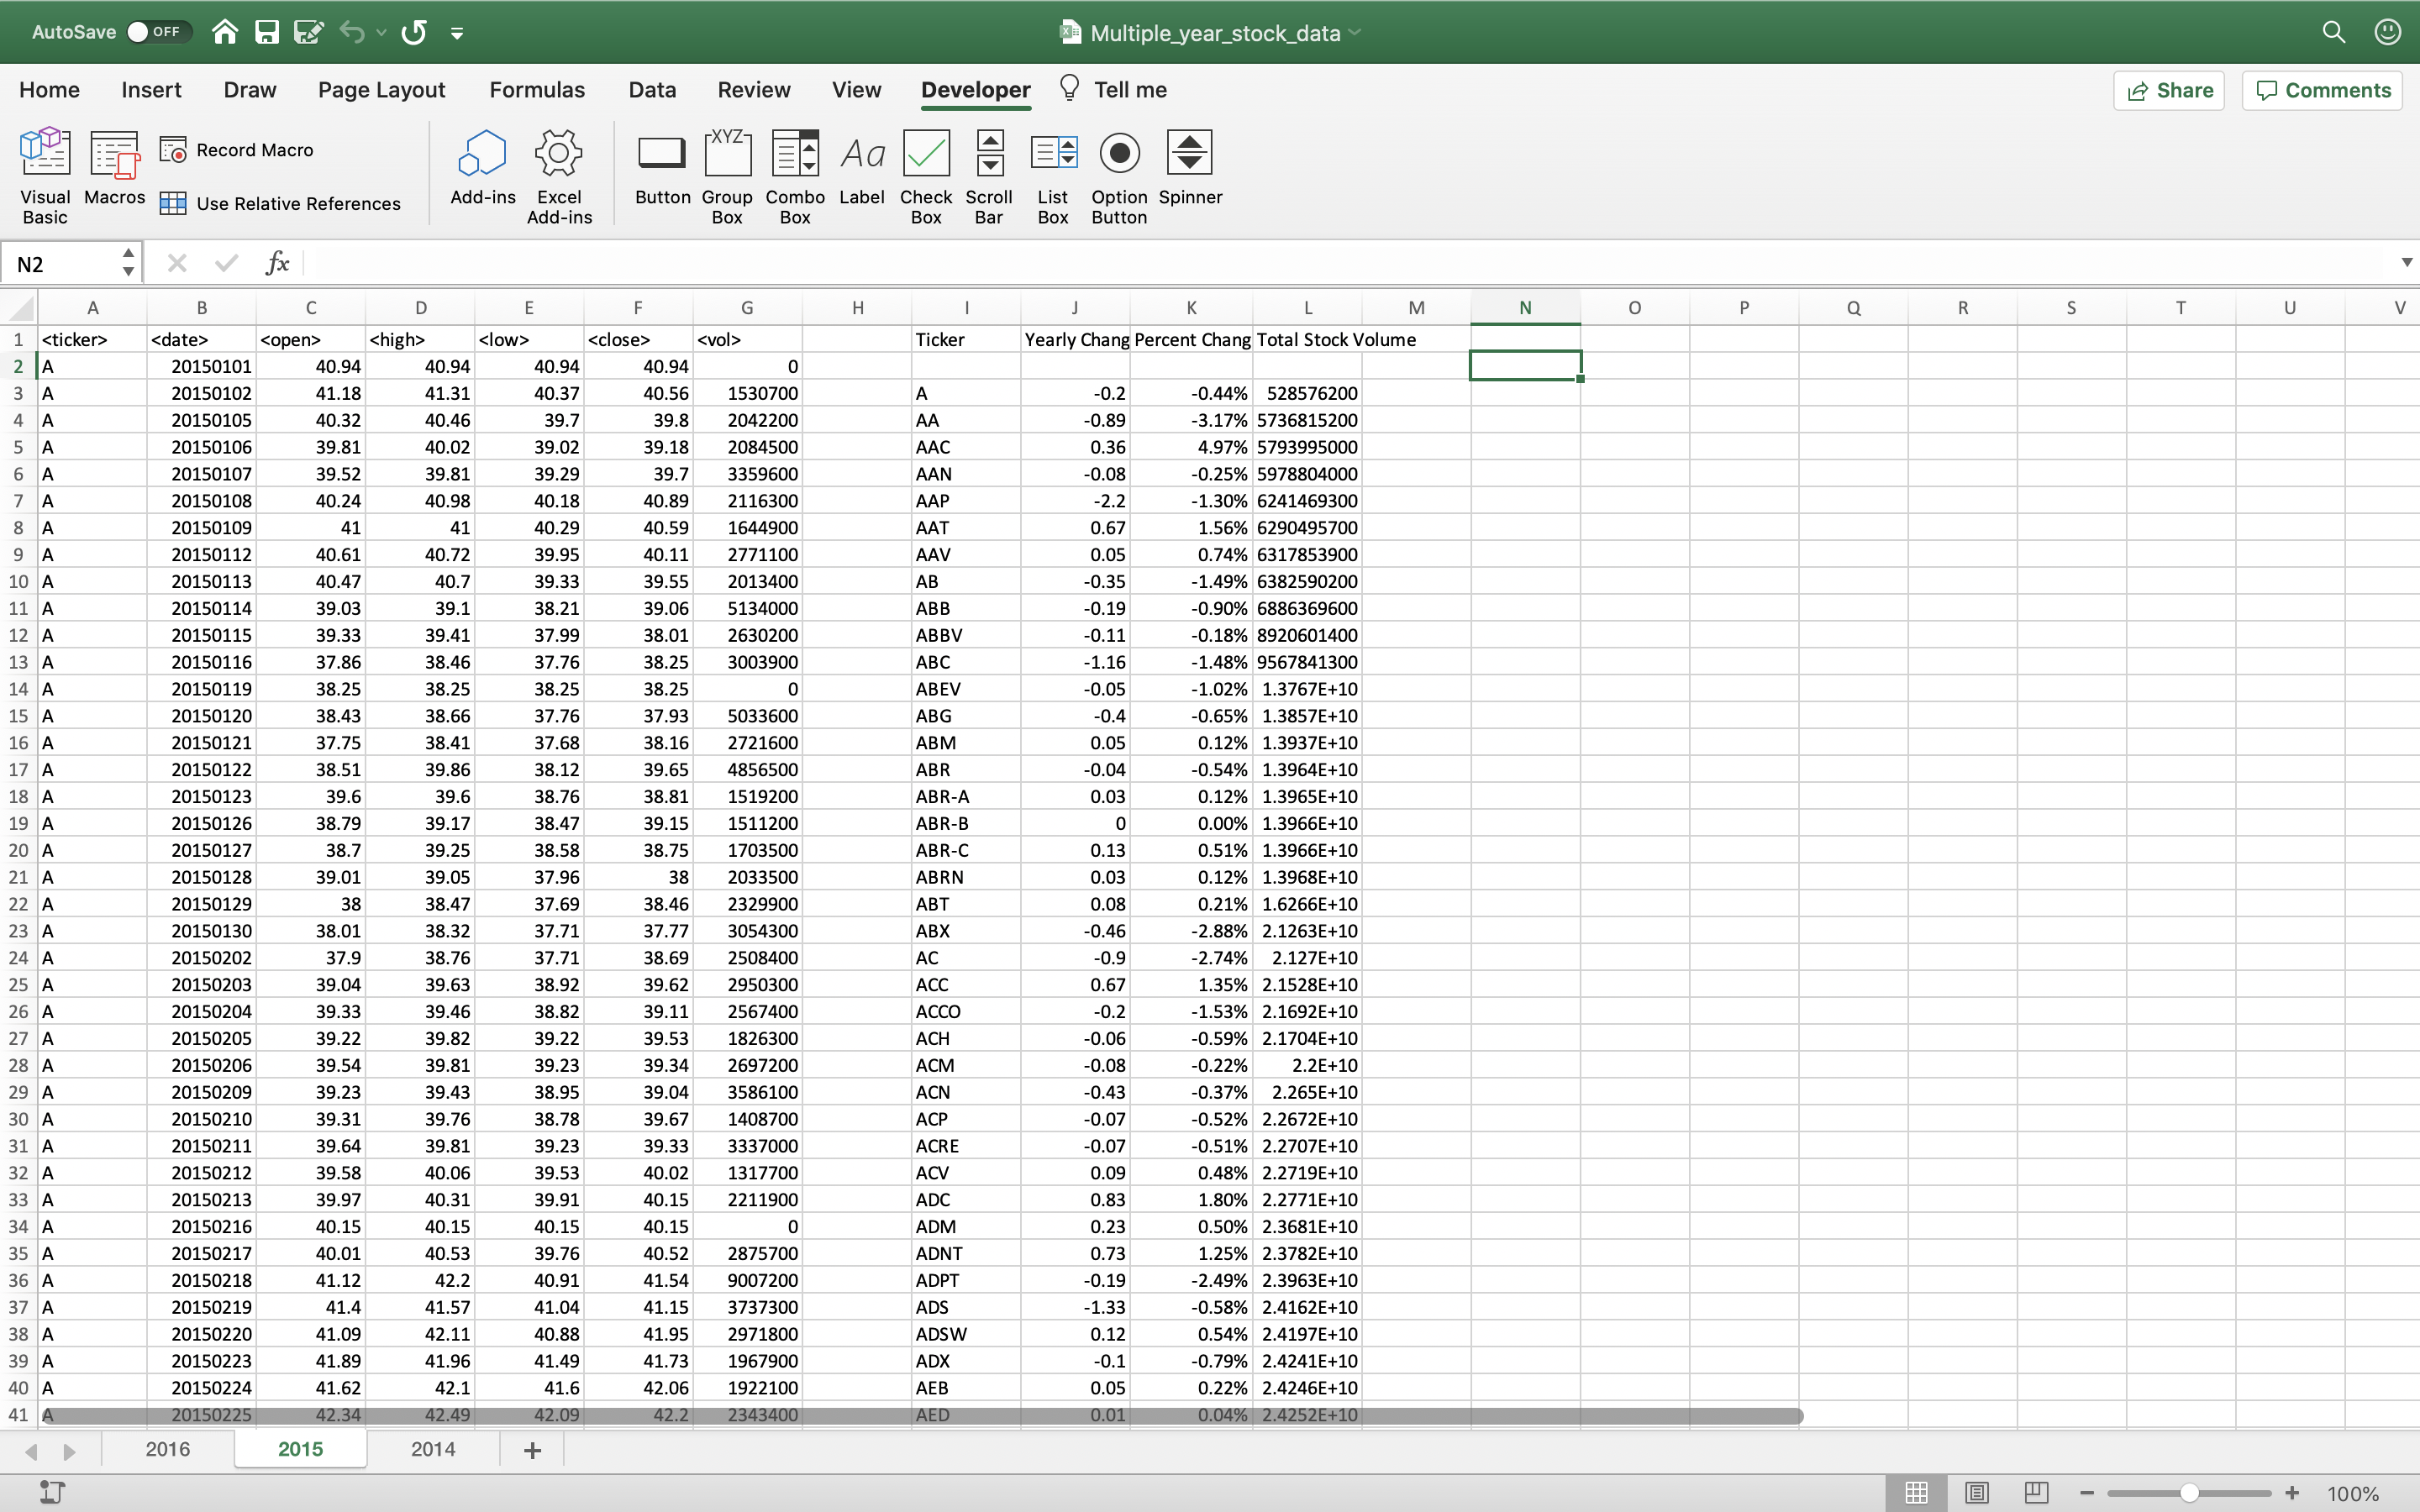 AutoSave OFF Multiple_year_stock_data
Home Insert Draw Page Layout Formulas Data Review View Developer Tell me Share Comments
Visual Basic Macros Record Macro Use Relative References Add-ins Excel Add-ins Button Group Box XYZ Combo Box Aa Label Check Box Scroll Bar List Box Option Button Spinner
N2 fx
A B C D E F G H I J K L M N O P Q R S T U V
1 <ticker> <date> <open> <high> <low> <close> <vol> Ticker Yearly Chang Percent Chang Total Stock Volume
2 A 20150101 40.94 40.94 40.94 40.94 0
3 A 20150102 41.18 41.31 40.37 40.56 1530700 A -0.2 -0.44% 528576200
4 A 20150105 40.32 40.46 39.7 39.8 2042200 AA -0.89 -3.17% 5736815200
5 A 20150106 39.81 40.02 39.02 39.18 2084500 AAC 0.36 4.97% 5793995000
6 A 20150107 39.52 39.81 39.29 39.7 3359600 AAN -0.08 -0.25% 5978804000
7 A 20150108 40.24 40.98 40.18 40.89 2116300 AAP -2.2 -1.30% 6241469300
8 A 20150109 41 41 40.29 40.59 1644900 AAT 0.67 1.56% 6290495700
9 A 20150112 40.61 40.72 39.95 40.11 2771100 AAV 0.05 0.74% 6317853900
10 A 20150113 40.47 40.7 39.33 39.55 2013400 AB -0.35 -1.49% 6382590200
11 A 20150114 39.03 39.1 38.21 39.06 5134000 ABB -0.19 -0.90% 6886369600
12 A 20150115 39.33 39.41 37.99 38.01 2630200 ABBV -0.11 -0.18% 8920601400
13 A 20150116 37.86 38.46 37.76 38.25 3003900 ABC -1.16 -1.48% 9567841300
14 A 20150119 38.25 38.25 38.25 38.25 0 ABEV -0.05 -1.02% 1.3767E+10
15 A 20150120 38.43 38.66 37.76 37.93 5033600 ABG -0.4 -0.65% 1.3857E+10
16 A 20150121 37.75 38.41 37.68 38.16 2721600 ABM 0.05 0.12% 1.3937E+10
17 A 20150122 38.51 39.86 38.12 39.65 4856500 ABR -0.04 -0.54% 1.3964E+10
18 A 20150123 39.6 39.6 38.76 38.81 1519200 ABR-A 0.03 0.12% 1.3965E+10
19 A 20150126 38.79 39.17 38.47 39.15 1511200 ABR-B 0 0.00% 1.3966E+10
20 A 20150127 38.7 39.25 38.58 38.75 1703500 ABR-C 0.13 0.51% 1.3966E+10
21 A 20150128 39.01 39.05 37.96 38 2033500 ABRN 0.03 0.12% 1.3968E+10
22 A 20150129 38 38.47 37.69 38.46 2329900 ABT 0.08 0.21% 1.6266E+10
23 A 20150130 38.01 38.32 37.71 37.77 3054300 ABX -0.46 -2.88% 2.1263E+10
24 A 20150202 37.9 38.76 37.71 38.69 2508400 AC -0.9 -2.74% 2.127E+10
25 A 20150203 39.04 39.63 38.92 39.62 2950300 ACC 0.67 1.35% 2.1528E+10
26 A 20150204 39.33 39.46 38.82 39.11 2567400 ACCO -0.2 -1.53% 2.1692E+10
27 A 20150205 39.22 39.82 39.22 39.53 1826300 ACH -0.06 -0.59% 2.1704E+10
28 A 20150206 39.54 39.81 39.23 39.34 2697200 ACM -0.08 -0.22% 2.2E+10
29 A 20150209 39.23 39.43 38.95 39.04 3586100 ACN -0.43 -0.37% 2.265E+10
30 A 20150210 39.31 39.76 38.78 39.67 1408700 ACP -0.07 -0.52% 2.2672E+10
31 A 20150211 39.64 39.81 39.23 39.33 3337000 ACRE -0.07 -0.51% 2.2707E+10
32 A 20150212 39.58 40.06 39.53 40.02 1317700 ACV 0.09 0.48% 2.2719E+10
33 A 20150213 39.97 40.31 39.91 40.15 2211900 ADC 0.83 1.80% 2.2771E+10
34 A 20150216 40.15 40.15 40.15 40.15 0 ADM 0.23 0.50% 2.3681E+10
35 A 20150217 40.01 40.53 39.76 40.52 2875700 ADNT 0.73 1.25% 2.3782E+10
36 A 20150218 41.12 42.2 40.91 41.54 9007200 ADPT -0.19 -2.49% 2.3963E+10
37 A 20150219 41.4 41.57 41.04 41.15 3737300 ADS -1.33 -0.58% 2.4162E+10
38 A 20150220 41.09 42.11 40.88 41.95 2971800 ADSW 0.12 0.54% 2.4197E+10
39 A 20150223 41.89 41.96 41.49 41.73 1967900 ADX -0.1 -0.79% 2.4241E+10
40 A 20150224 41.62 42.1 41.6 42.06 1922100 AEB 0.05 0.22% 2.4246E+10
41 A 20150225 42.34 42.49 42.09 42.2 2343400 AED 0.01 0.04% 2.4252E+10
2016 2015 2014 +
100%